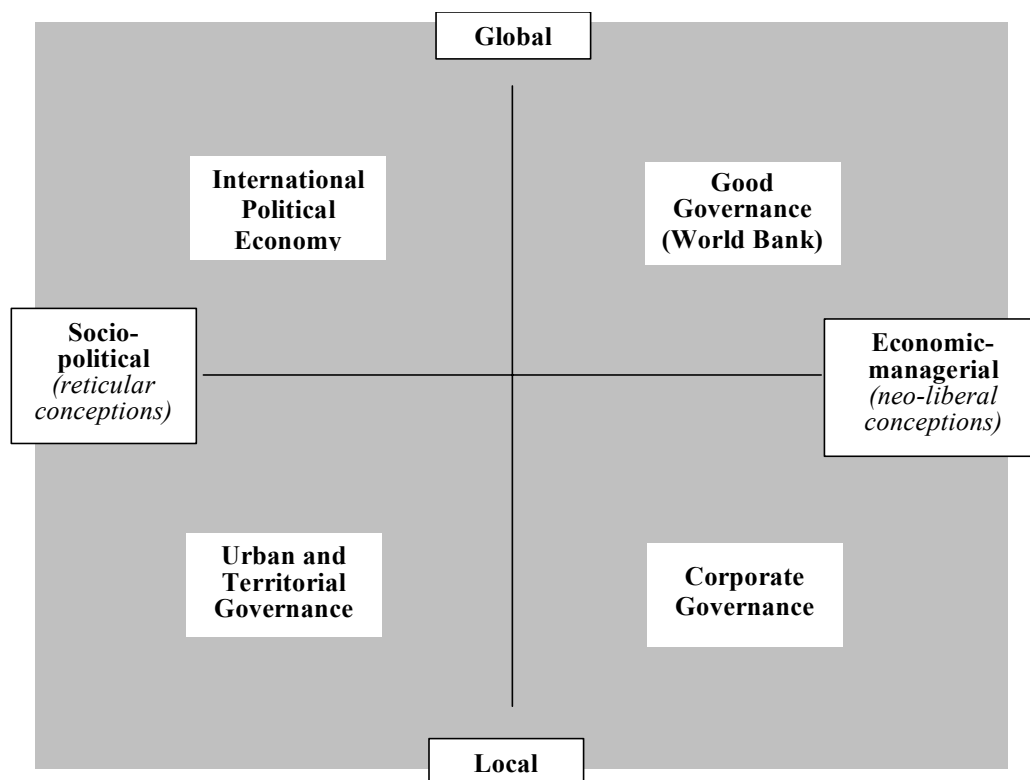 Global
International
Political
Economy
Good
Governance
(World Bank)
Socio-
political
(reticular
conceptions)
Economic-
managerial
(neo-liberal
conceptions)
Urban and
Territorial
Governance
Corporate
Governance
Local